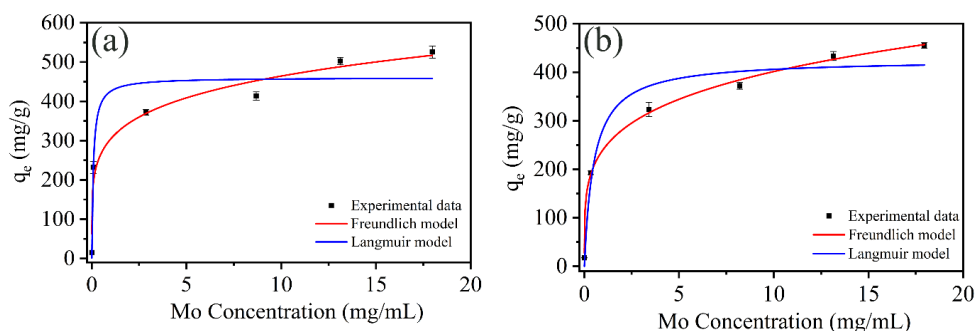 (a)
600
500
400
300
200
100
0
qe (mg/g)
Experimental data
Freundlich model
Langmuir model
0 5 10 15 20
Mo Concentration (mg/mL)
(b)
500
400
300
200
100
0
qe (mg/g)
Experimental data
Freundlich model
Langmuir model
0 5 10 15 20
Mo Concentration (mg/mL)